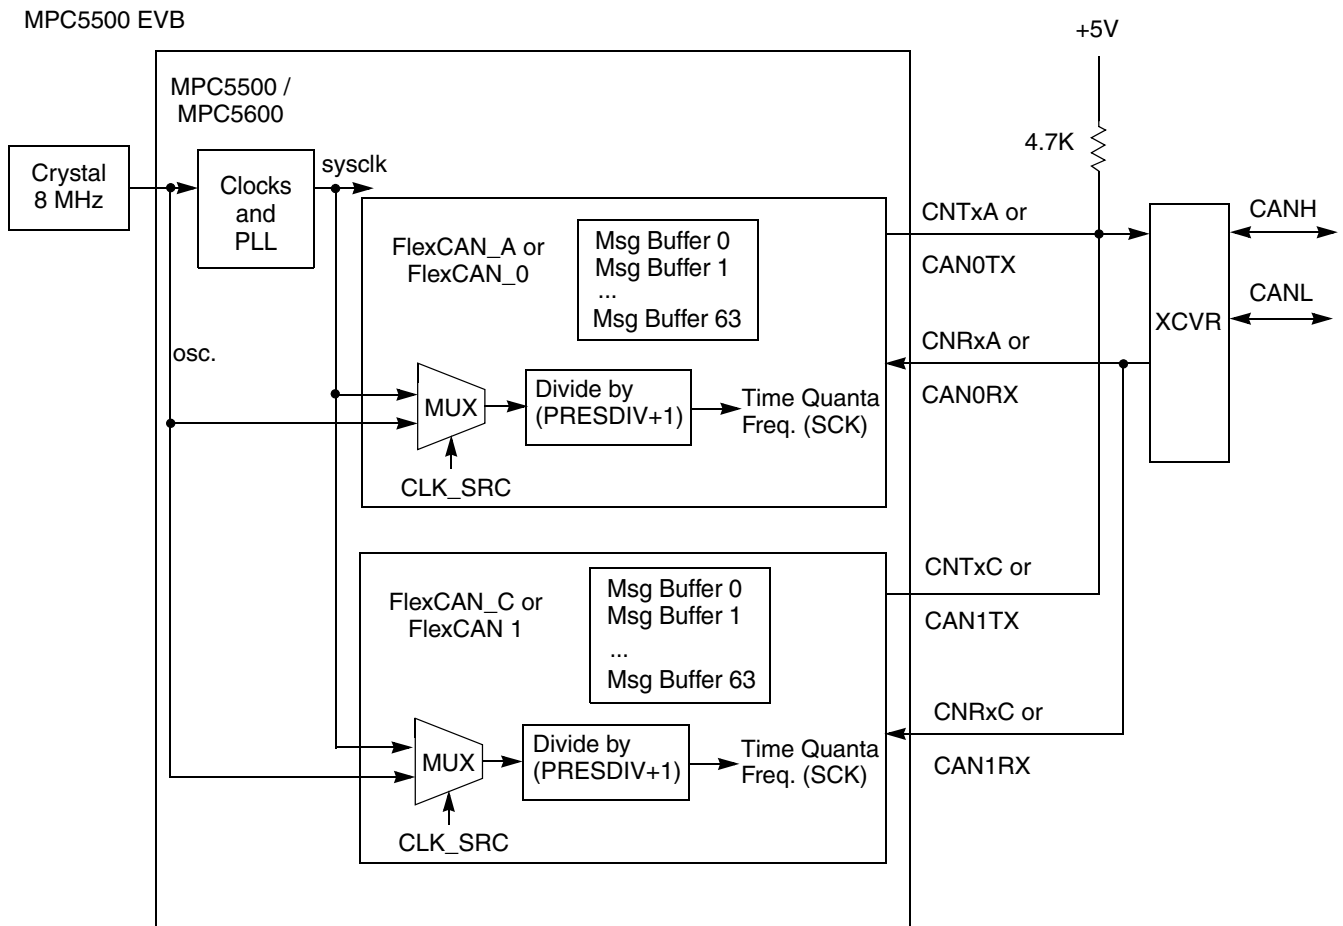 MPC5500 EVB
+5V
MPC5500 /
MPC5600
4.7K
Crystal
8 MHz
Clocks
and
PLL
sysclk
FlexCAN_A or
FlexCAN_0
Msg Buffer 0
Msg Buffer 1
...
Msg Buffer 63
CNTxA or
CAN0TX
CANH
CANL
XCVR
CNRxA or
CAN0RX
osc.
MUX
Divide by
(PRESDIV+1)
Time Quanta
Freq. (SCK)
CLK_SRC
FlexCAN_C or
FlexCAN 1
Msg Buffer 0
Msg Buffer 1
...
Msg Buffer 63
CNTxC or
CAN1TX
CNRxC or
CAN1RX
MUX
Divide by
(PRESDIV+1)
Time Quanta
Freq. (SCK)
CLK_SRC